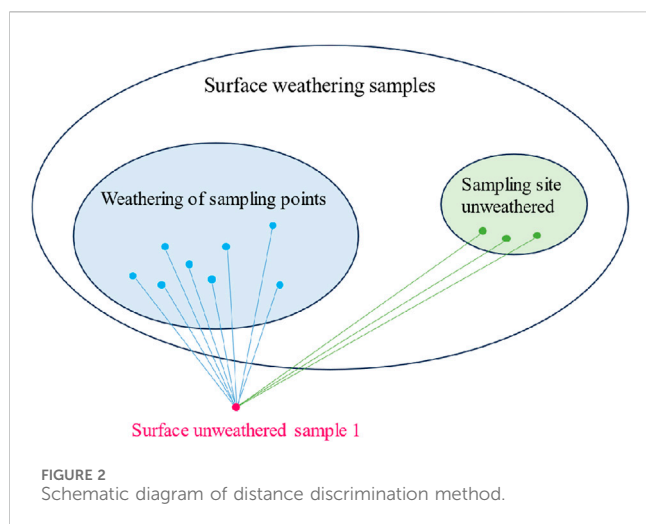 Surface weathering samples
Weathering of sampling points
Sampling site
unweathered
Surface unweathered sample 1
FIGURE 2
Schematic diagram of distance discrimination method.